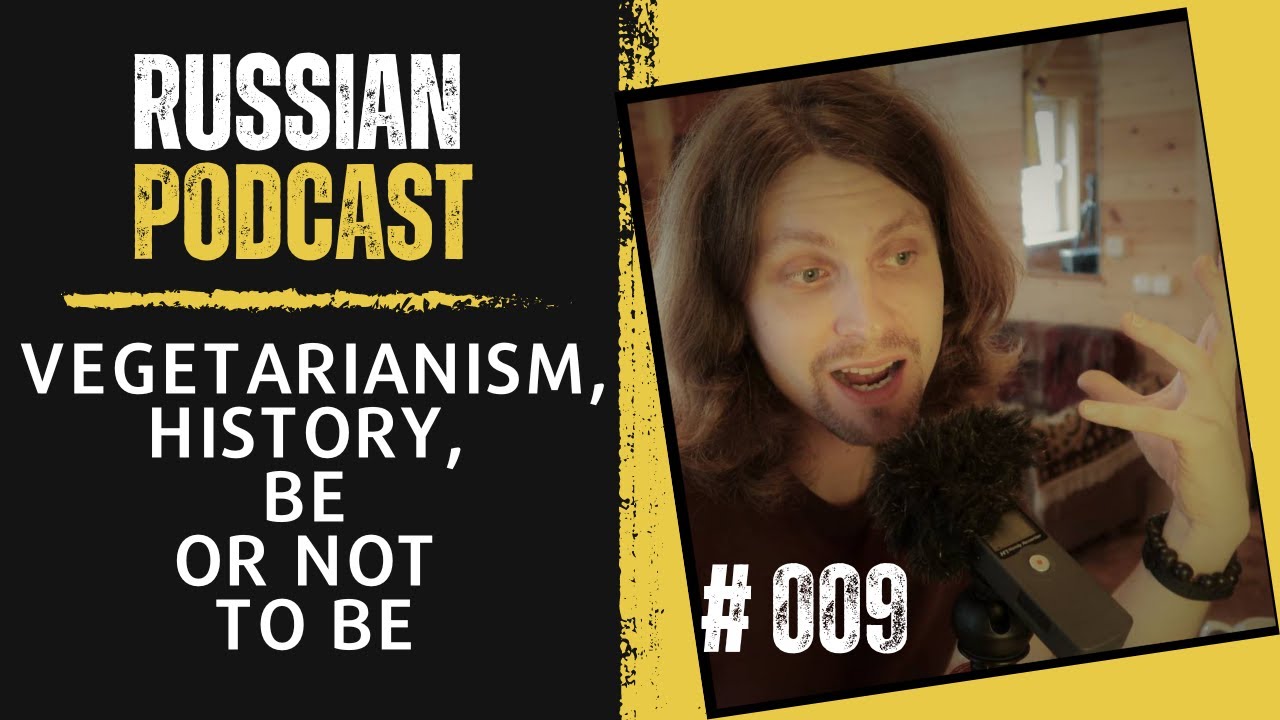 RUSSIAN
PODCAST
VEGETARIANISM,
HISTORY,
BE
OR NOT
TO BE
# 009